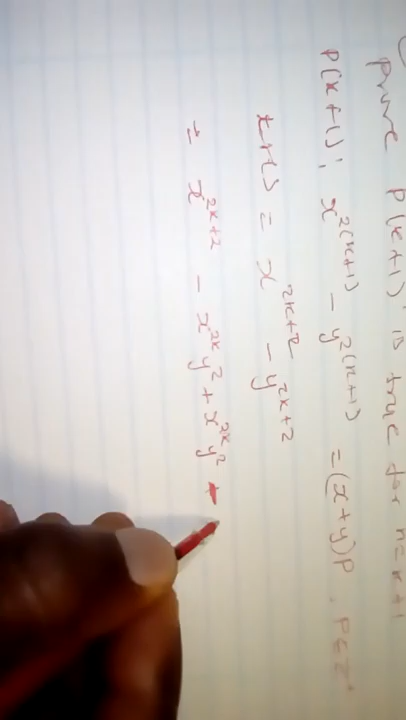 prove P(k+1) is true for n=k+1
P(k+1): x^{2(k+1)} - y^{2(k+1)} = (x+y)P. P∈Z^+
LHS = x^{2k+2} - y^{2k+2}
= x^{2k+2} - x^{2k}y^2 + x^{2k}y^2